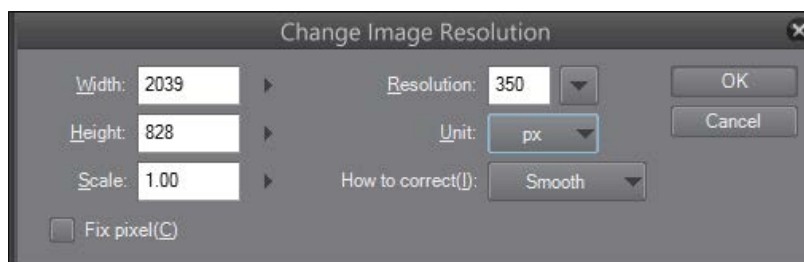 Change Image Resolution
Width: 2039
Resolution: 350
OK
Height: 828
Unit: px
Cancel
Scale: 1.00
How to correct(I): Smooth
Fix pixel(C)